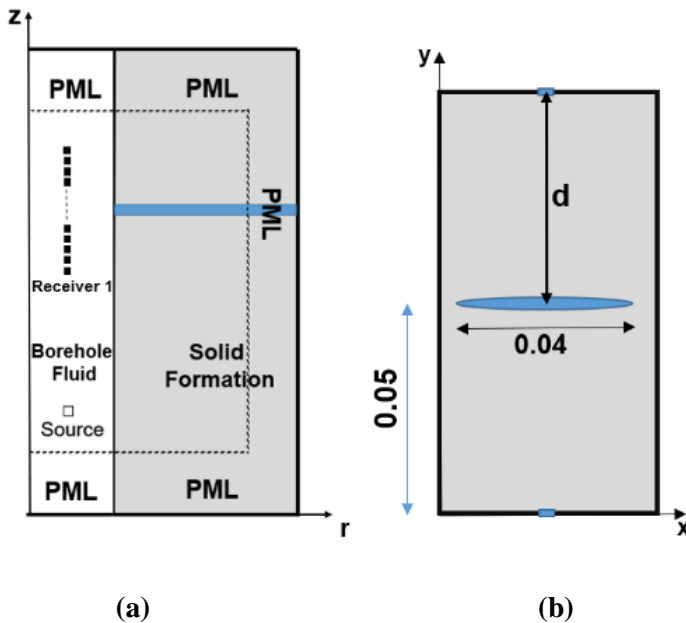 z
PML
PML
PML
Receiver 1
Borehole
Fluid
Solid
Formation
Source
PML
PML
r
(a)
y
d
0.04
0.05
x
(b)